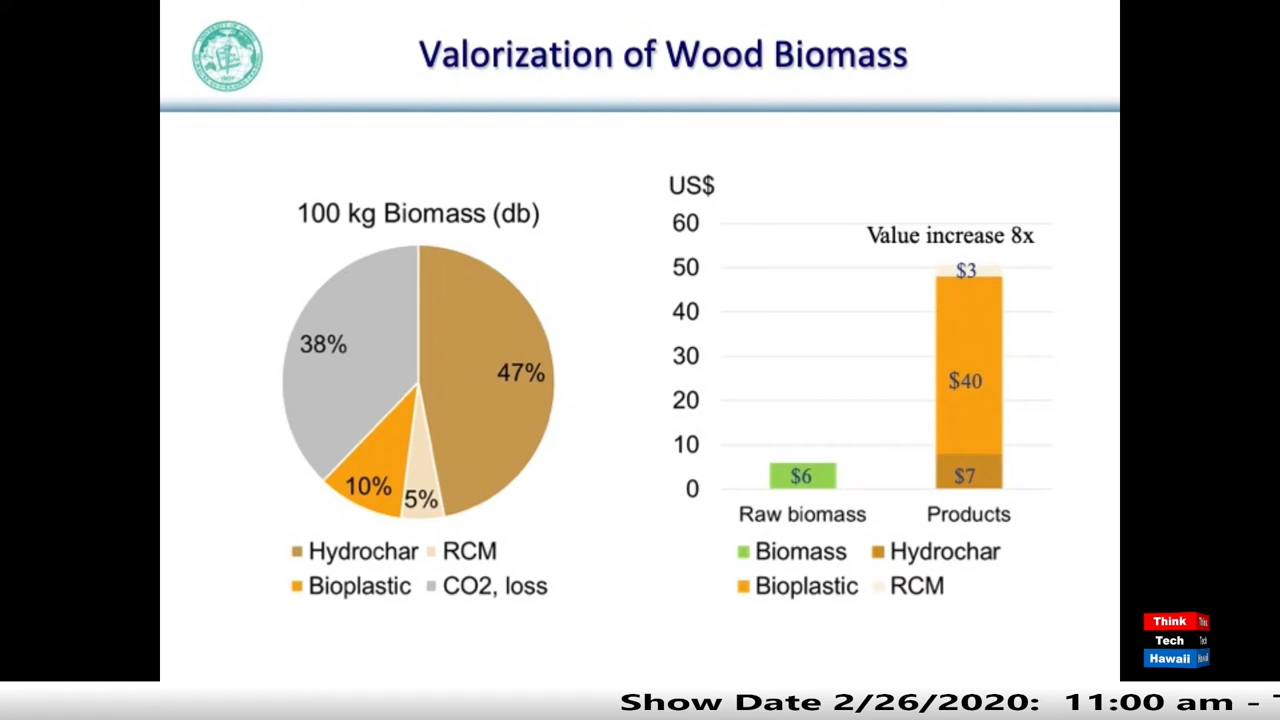 Valorization of Wood Biomass
100 kg Biomass (db)
38%
47%
10%
5%
Hydrochar RCM
Bioplastic CO2, loss
US$
60
50
40
30
20
10
0
Value increase 8x
$3
$40
$7
$6
Raw biomass Products
Biomass Hydrochar
Bioplastic RCM
Think
Tech
Hawaii
Show Date 2/26/2020: 11:00 am -